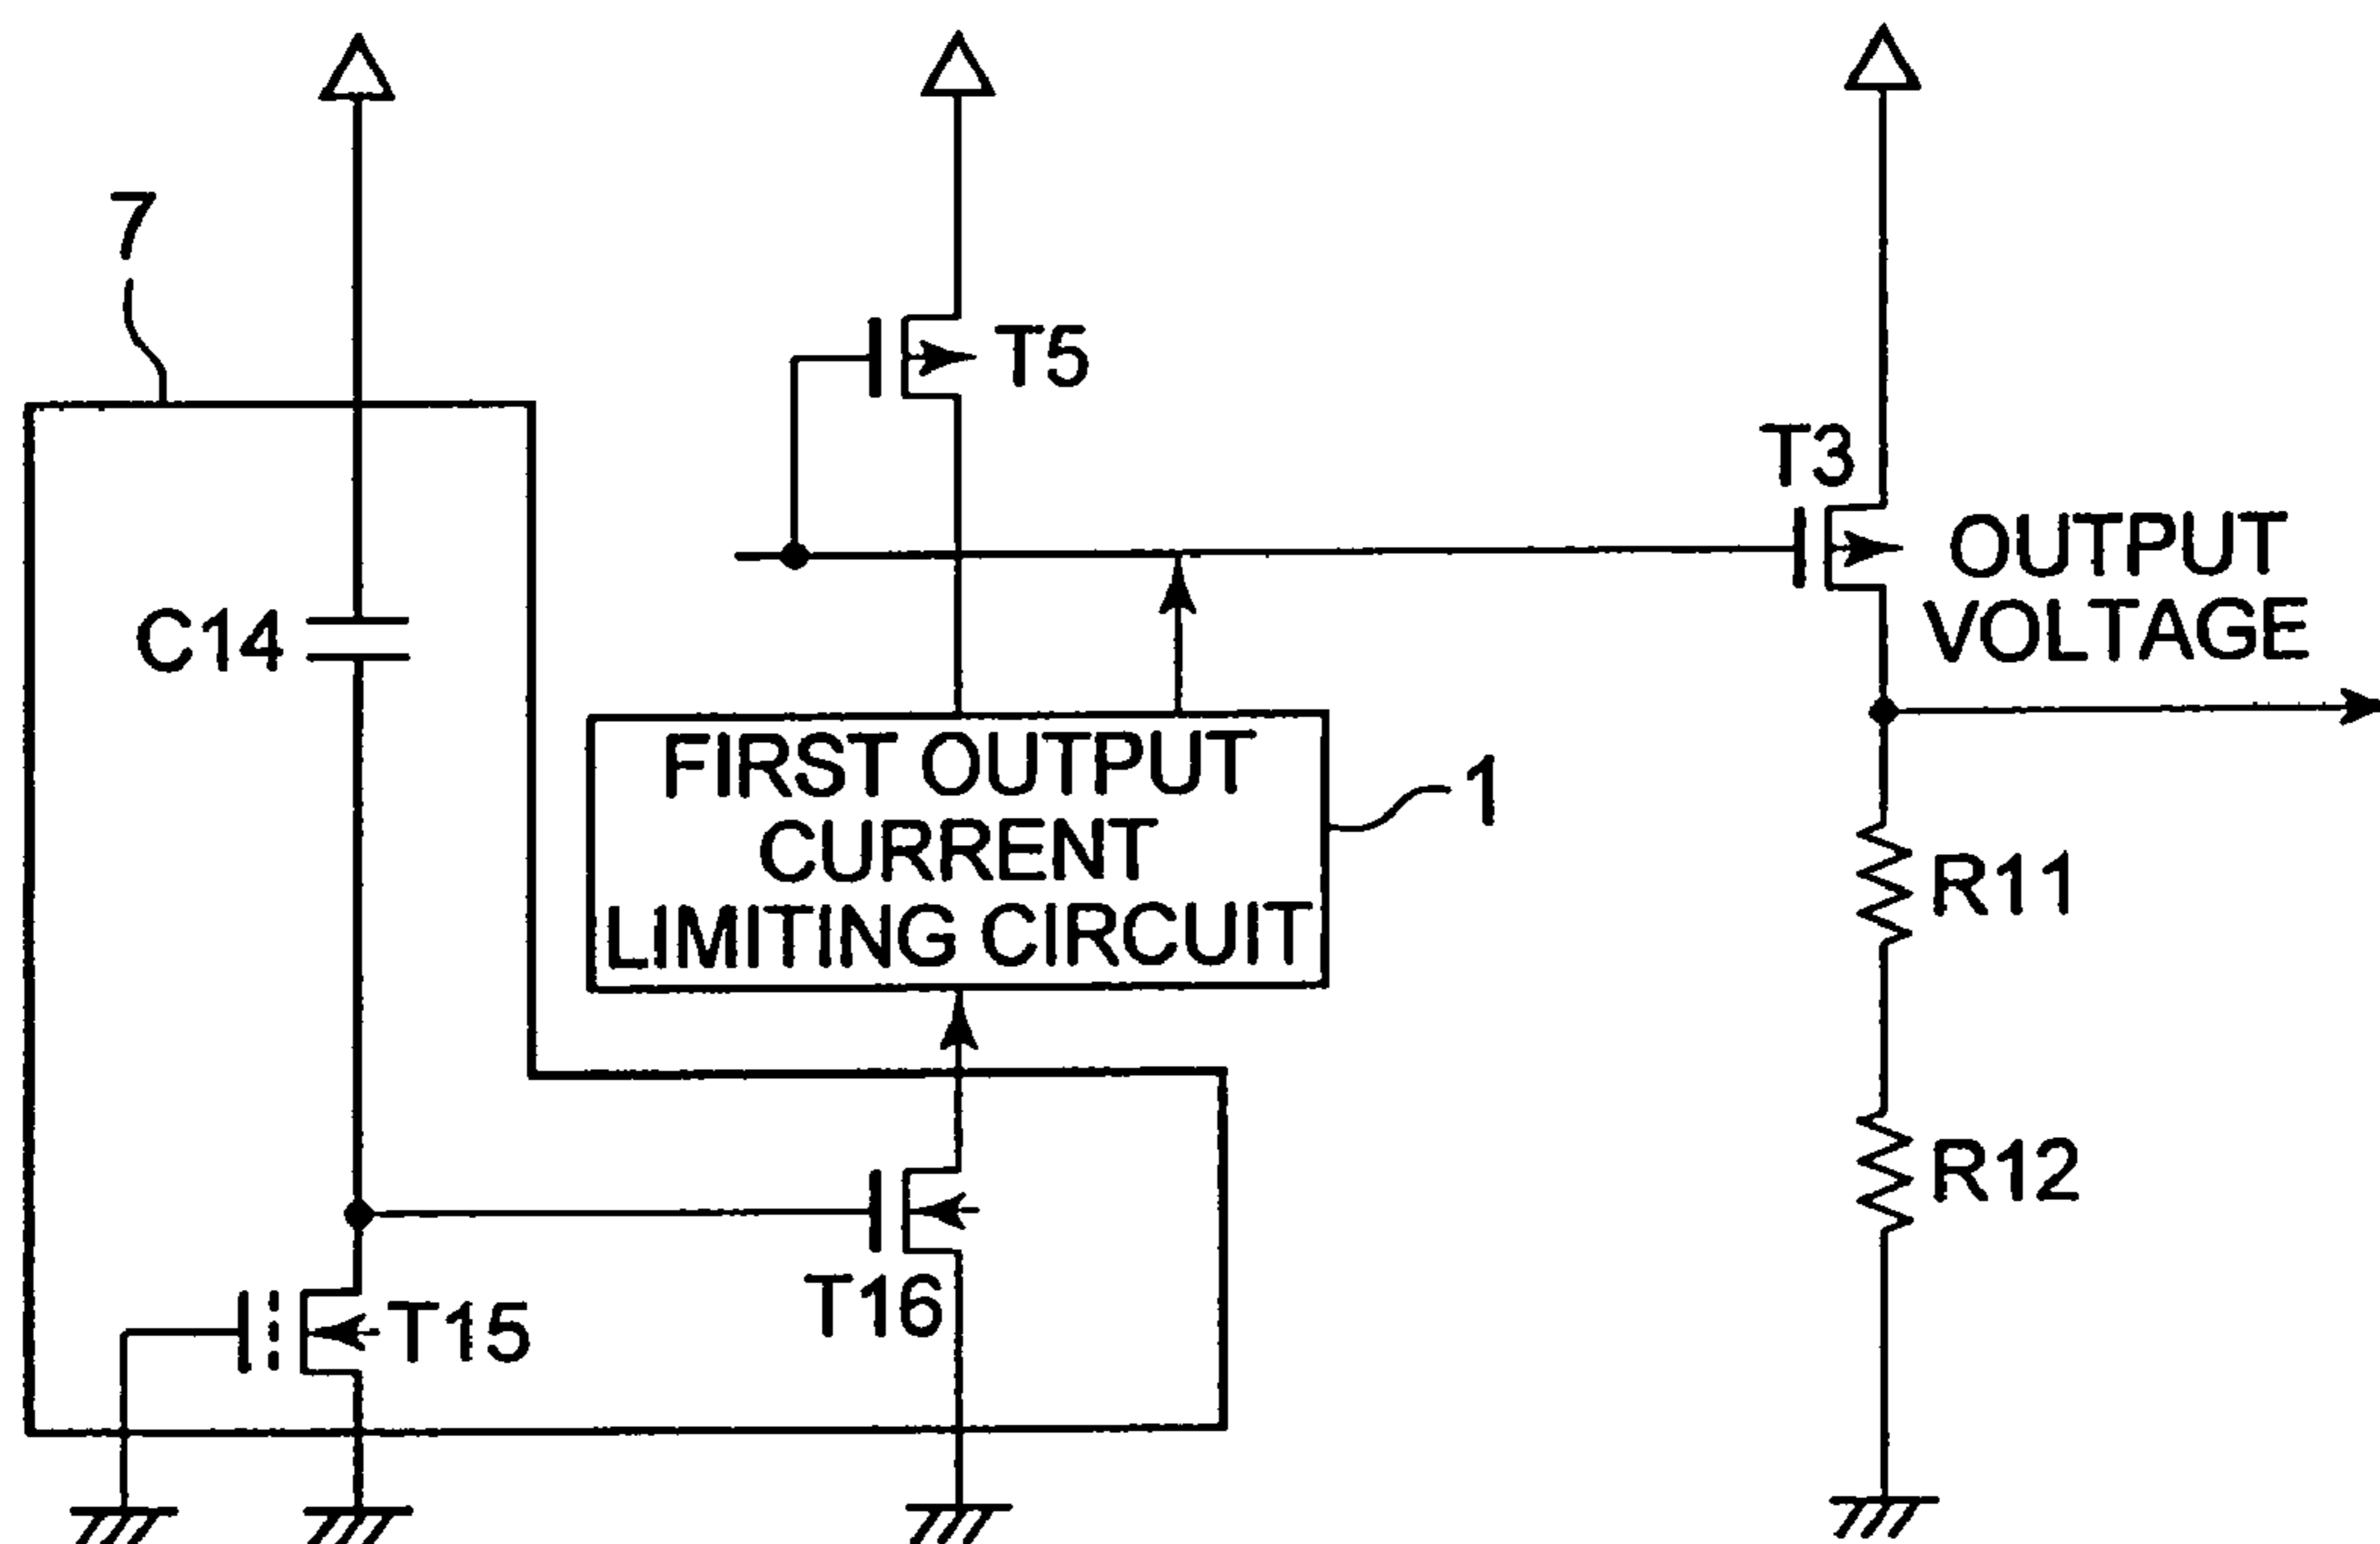 7
T5
T3
OUTPUT
VOLTAGE
C14
FIRST OUTPUT
CURRENT
LIMITING CIRCUIT
1
R11
R12
T16
T15